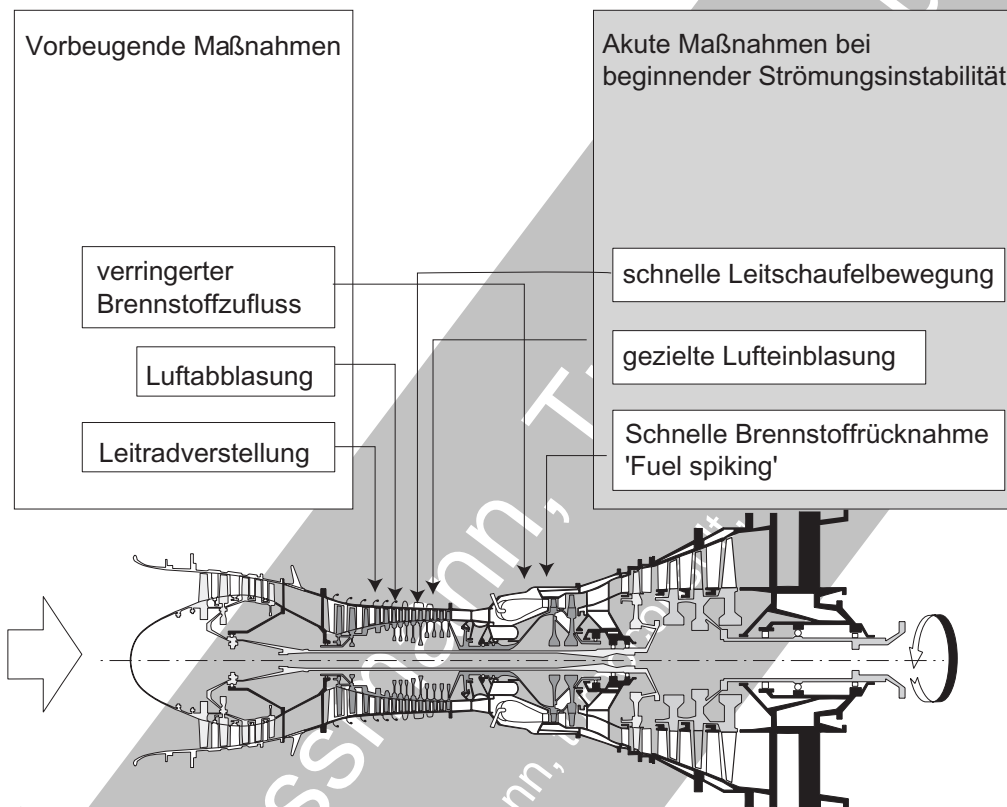 Vorbeugende Maßnahmen
verringerter
Brennstoffzufluss
Luftabblasung
Leitradverstellung
Akute Maßnahmen bei
beginnender Strömungsinstabilität
schnelle Leitschaufelbewegung
gezielte Lufteinblasung
Schnelle Brennstoffrücknahme
'Fuel spiking'